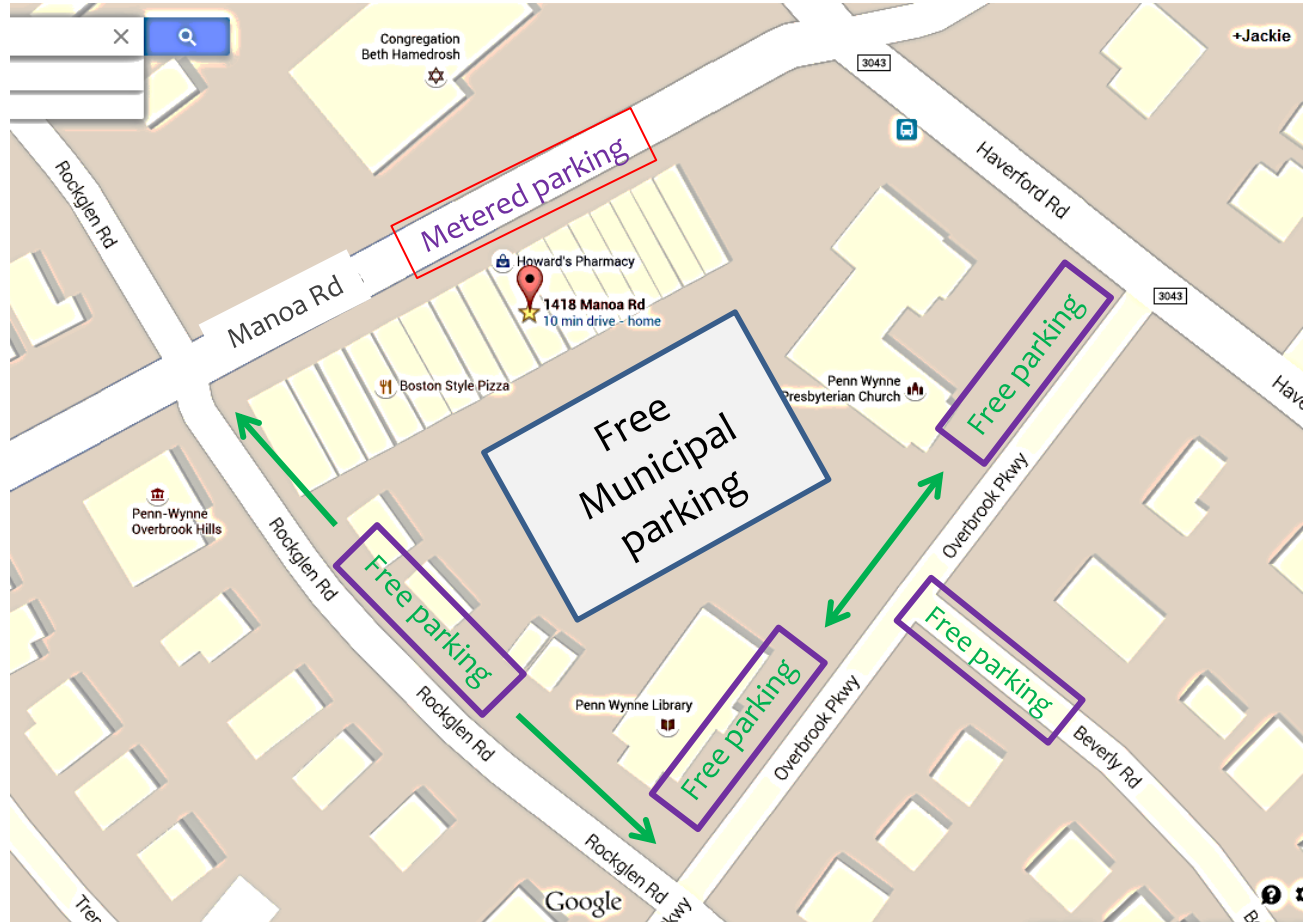 Congregation
Beth Hamedrosh
+Jackie
3043
Rockglen Rd
Metered parking
Haverford Rd
Howard's Pharmacy
Manoa Rd
1418 Manoa Rd
10 min drive - home
3043
Free parking
Boston Style Pizza
Penn Wynne
Presbyterian Church
Free
Municipal
parking
Penn-Wynne
Overbrook Hills
Rockglen Rd
Overbrook Pkwy
Free parking
Free parking
Penn Wynne Library
Free parking
Rockglen Rd
Overbrook Pkwy
Beverly Rd
Rockglen Rd
Google